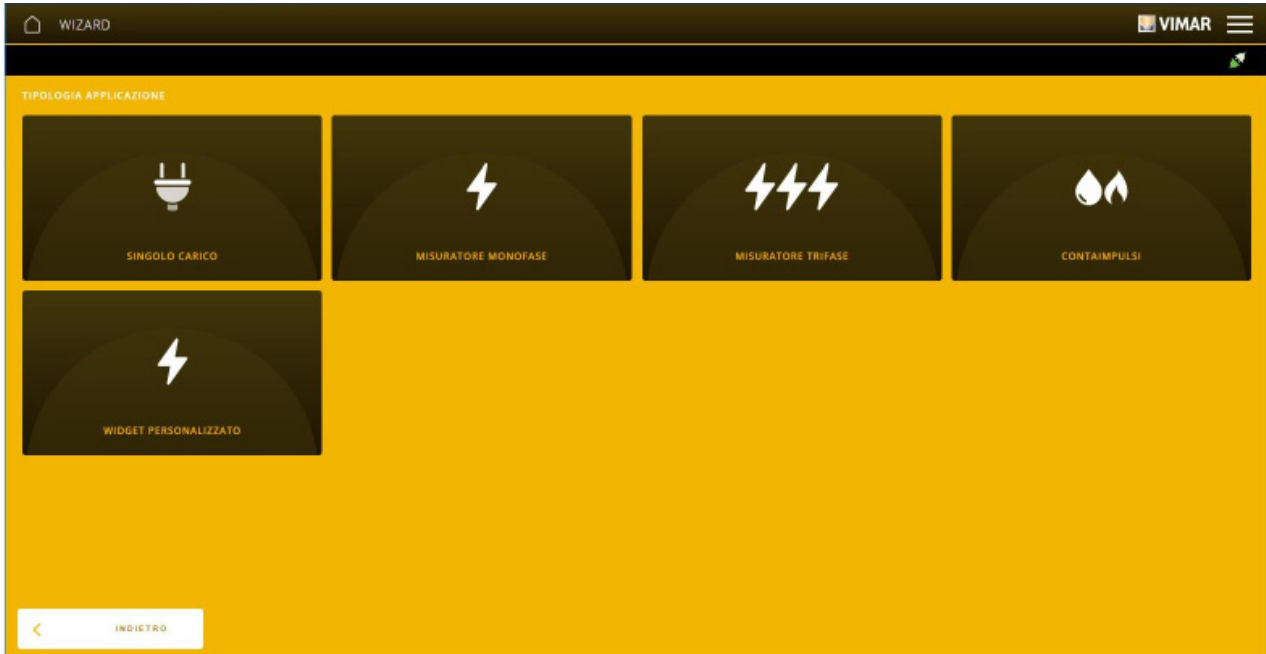 WIZARD
VIMAR
TIPOLOGIA APPLICAZIONE
SINGOLO CARICO
MISURATORE MONOFASE
MISURATORE TRIFASE
CONTAIMPULSI
WIDGET PERSONALIZZATO
INDIETRO